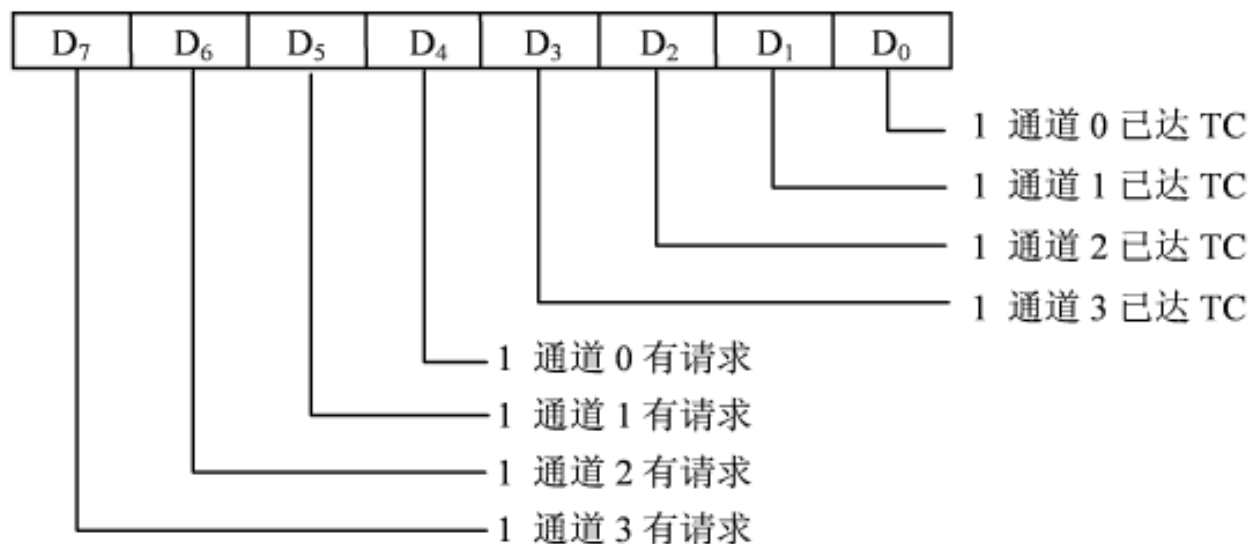 D₇ D₆ D₅ D₄ D₃ D₂ D₁ D₀
1 通道 0 已达 TC
1 通道 1 已达 TC
1 通道 2 已达 TC
1 通道 3 已达 TC
1 通道 0 有请求
1 通道 1 有请求
1 通道 2 有请求
1 通道 3 有请求